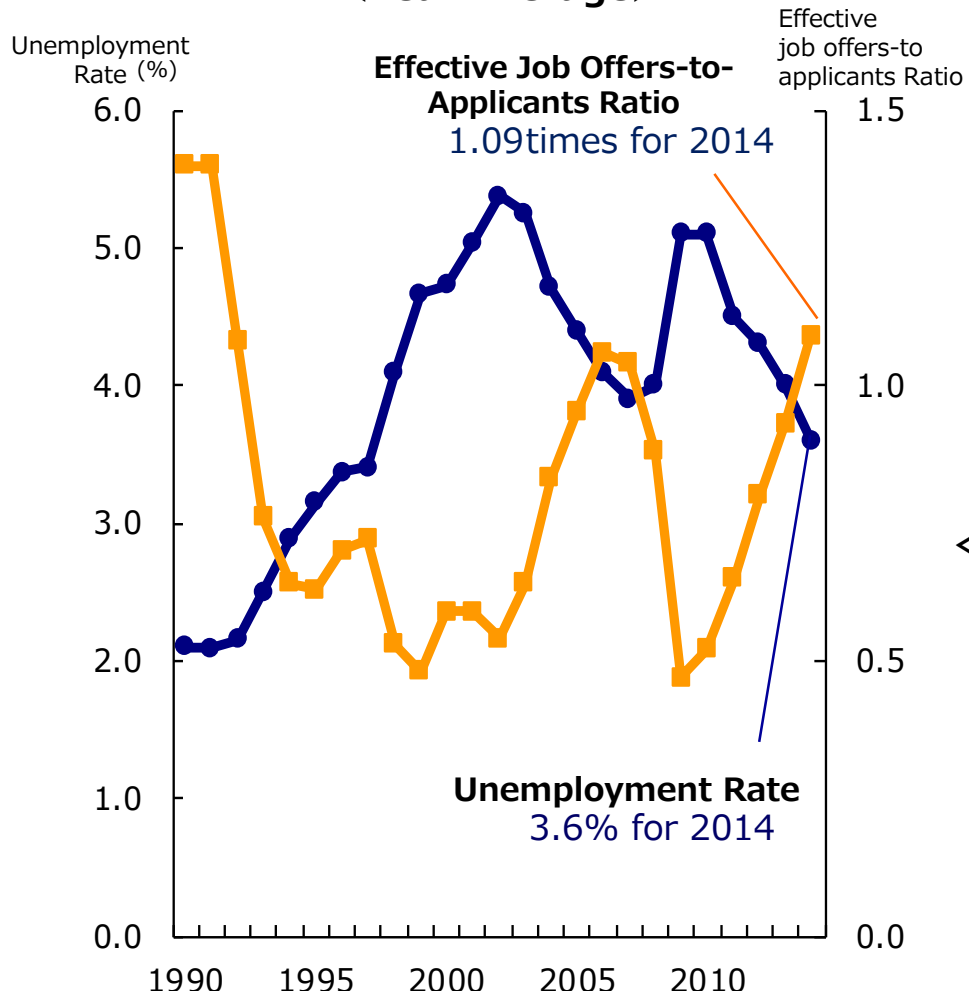 Unemployment
Rate (%)
Effective
job offers-to
applicants Ratio
Effective Job Offers-to-
Applicants Ratio
1.09times for 2014
6.0
5.0
4.0
3.0
2.0
1.0
0.0
1.5
1.0
0.5
0.0
Unemployment Rate
3.6% for 2014
1990 1995 2000 2005 2010